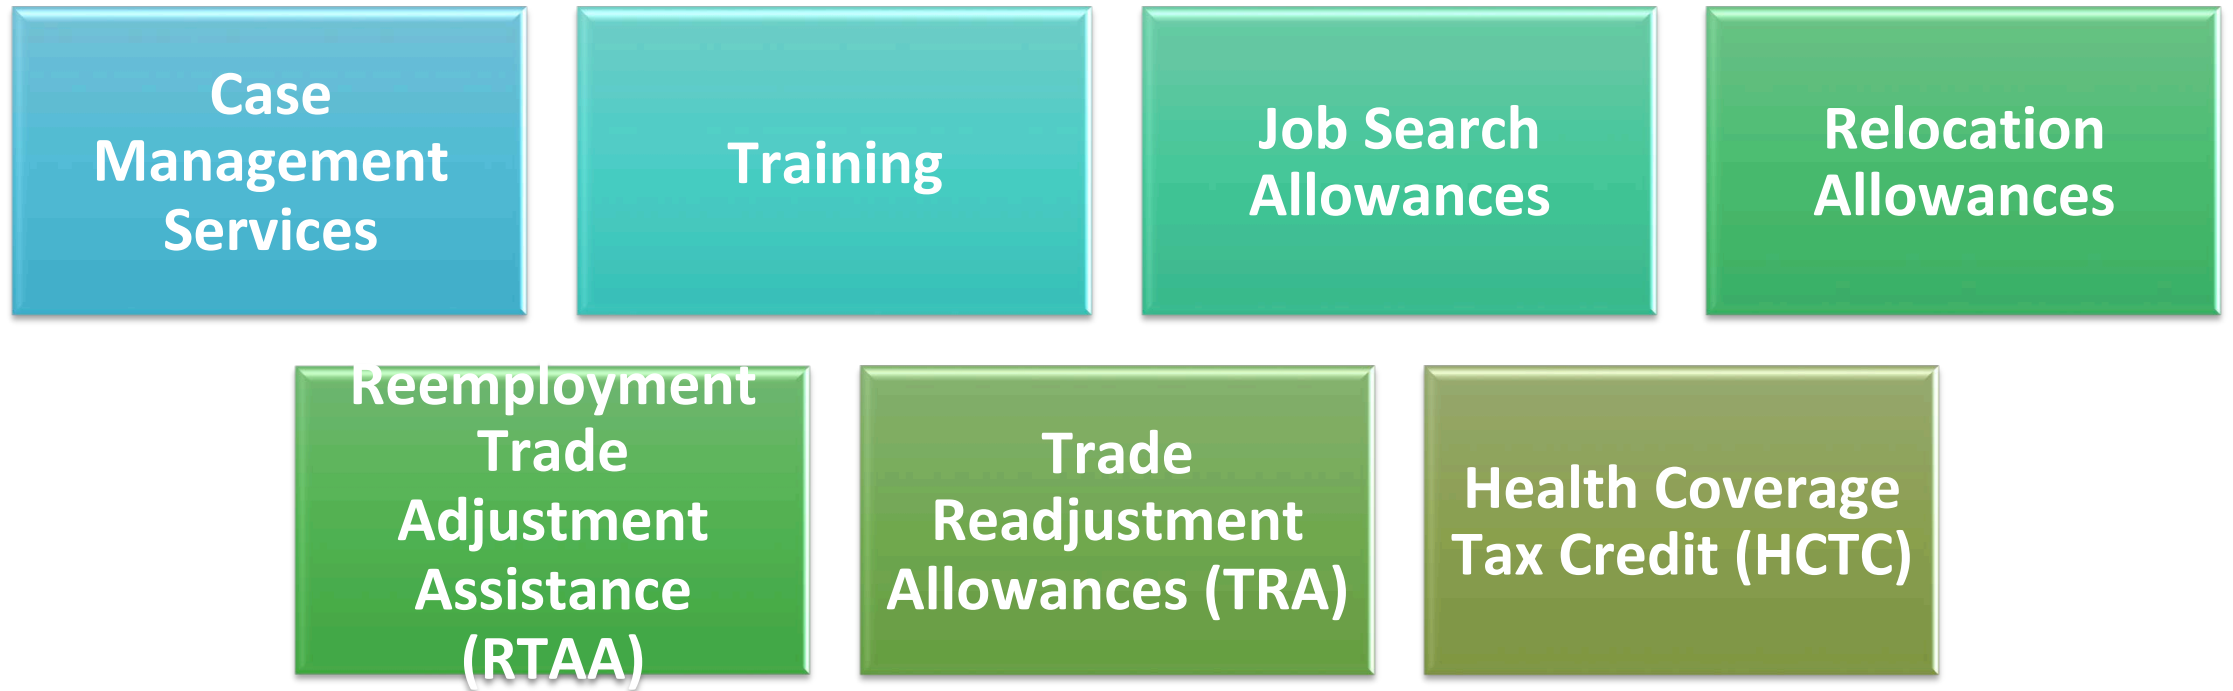 Case
Management
Services
Training
Job Search
Allowances
Relocation
Allowances
Reemployment
Trade
Adjustment
Assistance
(RTAA)
Trade
Readjustment
Allowances (TRA)
Health Coverage
Tax Credit (HCTC)